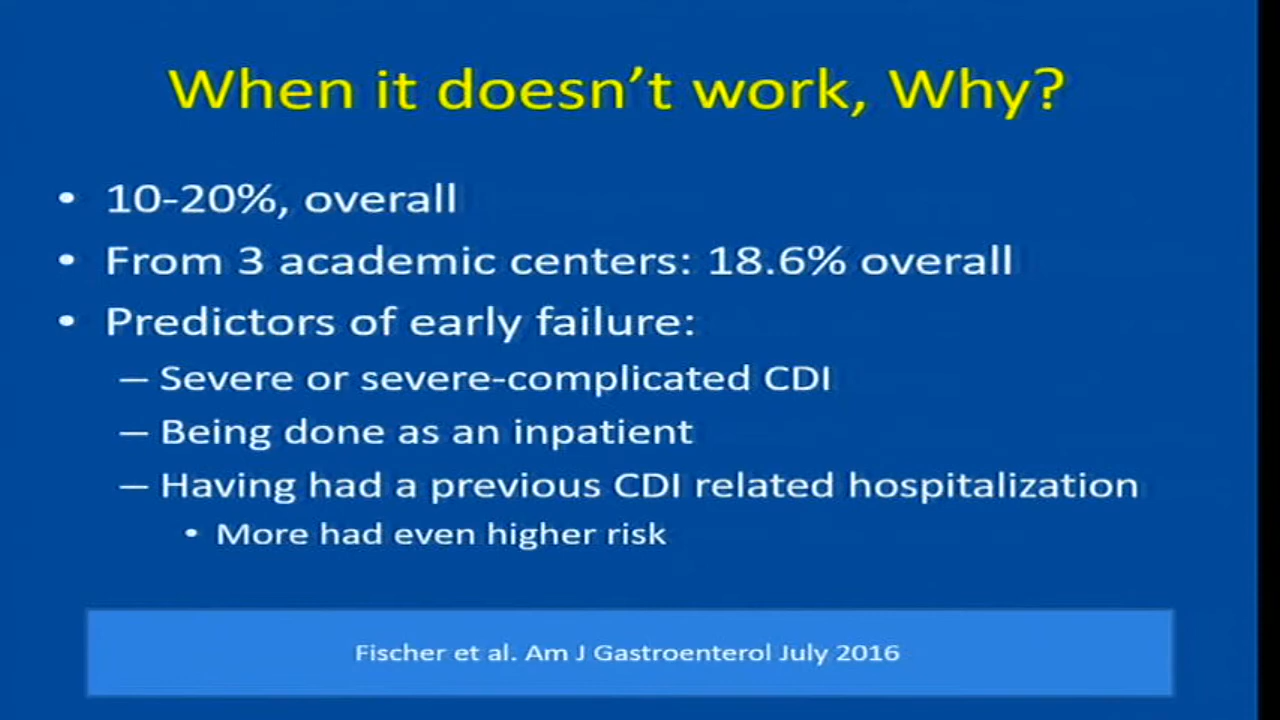 When it doesn’t work, Why?
• 10-20%, overall
• From 3 academic centers: 18.6% overall
• Predictors of early failure:
– Severe or severe-complicated CDI
– Being done as an inpatient
– Having had a previous CDI related hospitalization
• More had even higher risk
Fischer et al. Am J Gastroenterol July 2016